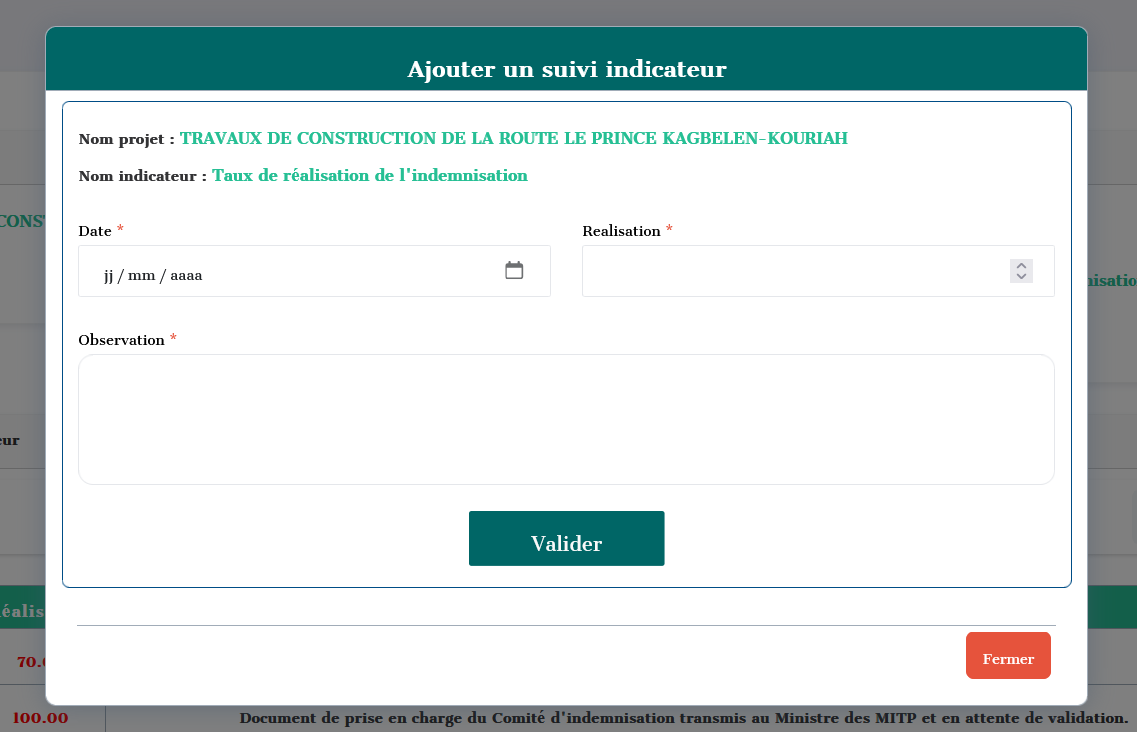 Ajouter un suivi indicateur
Nom projet : TRAVAUX DE CONSTRUCTION DE LA ROUTE LE PRINCE KAGBELEN-KOURIAH
Nom indicateur : Taux de réalisation de l'indemnisation
CONS
Date *
Realisation *
jj / mm / aaaa
nisatio
Observation *
eur
Valider
éalis
Fermer
70.
100.00
Document de prise en charge du Comité d'indemnisation transmis au Ministre des MITP et en attente de validation.